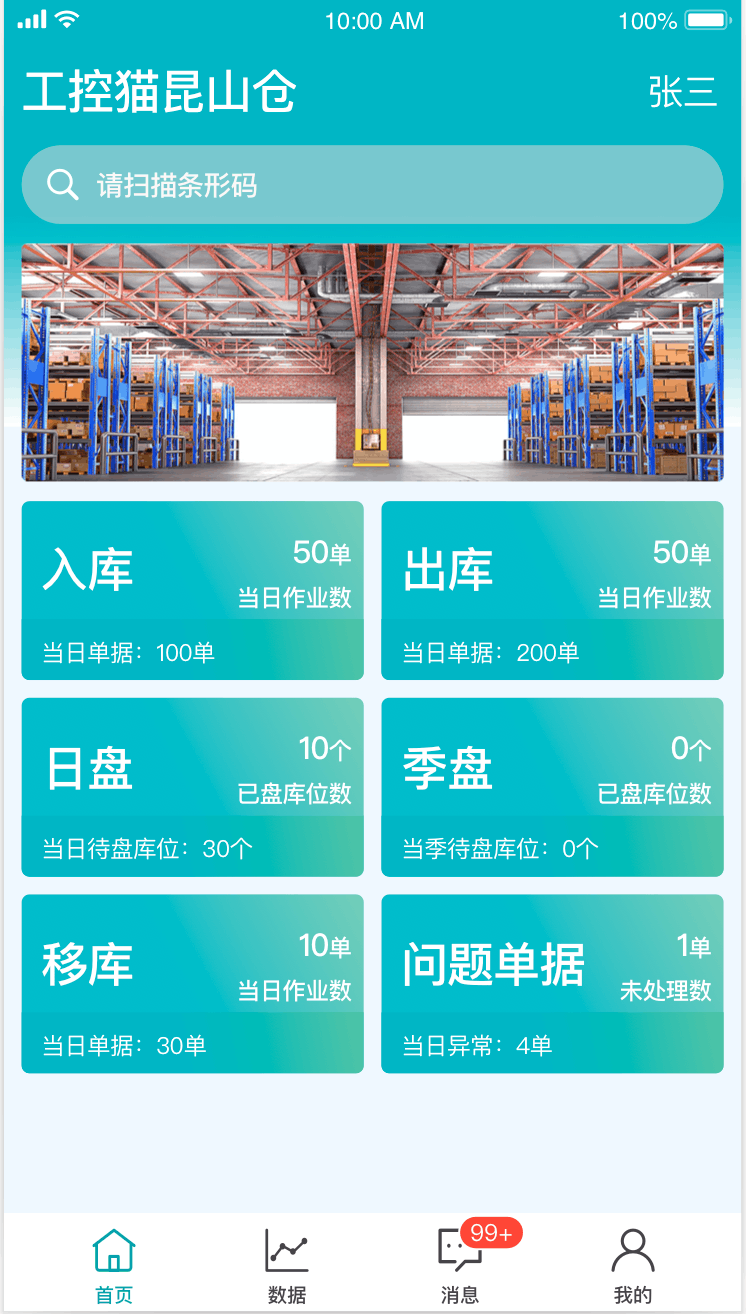 10:00 AM 100%
工控猫昆山仓 张三
请扫描条形码
入库 50单
当日作业数
当日单据：100单
出库 50单
当日作业数
当日单据：200单
日盘 10个
已盘库位数
当日待盘库位：30个
季盘 0个
已盘库位数
当季待盘库位：0个
移库 10单
当日作业数
当日单据：30单
问题单据 1单
未处理数
当日异常：4单
99+
首页 数据 消息 我的